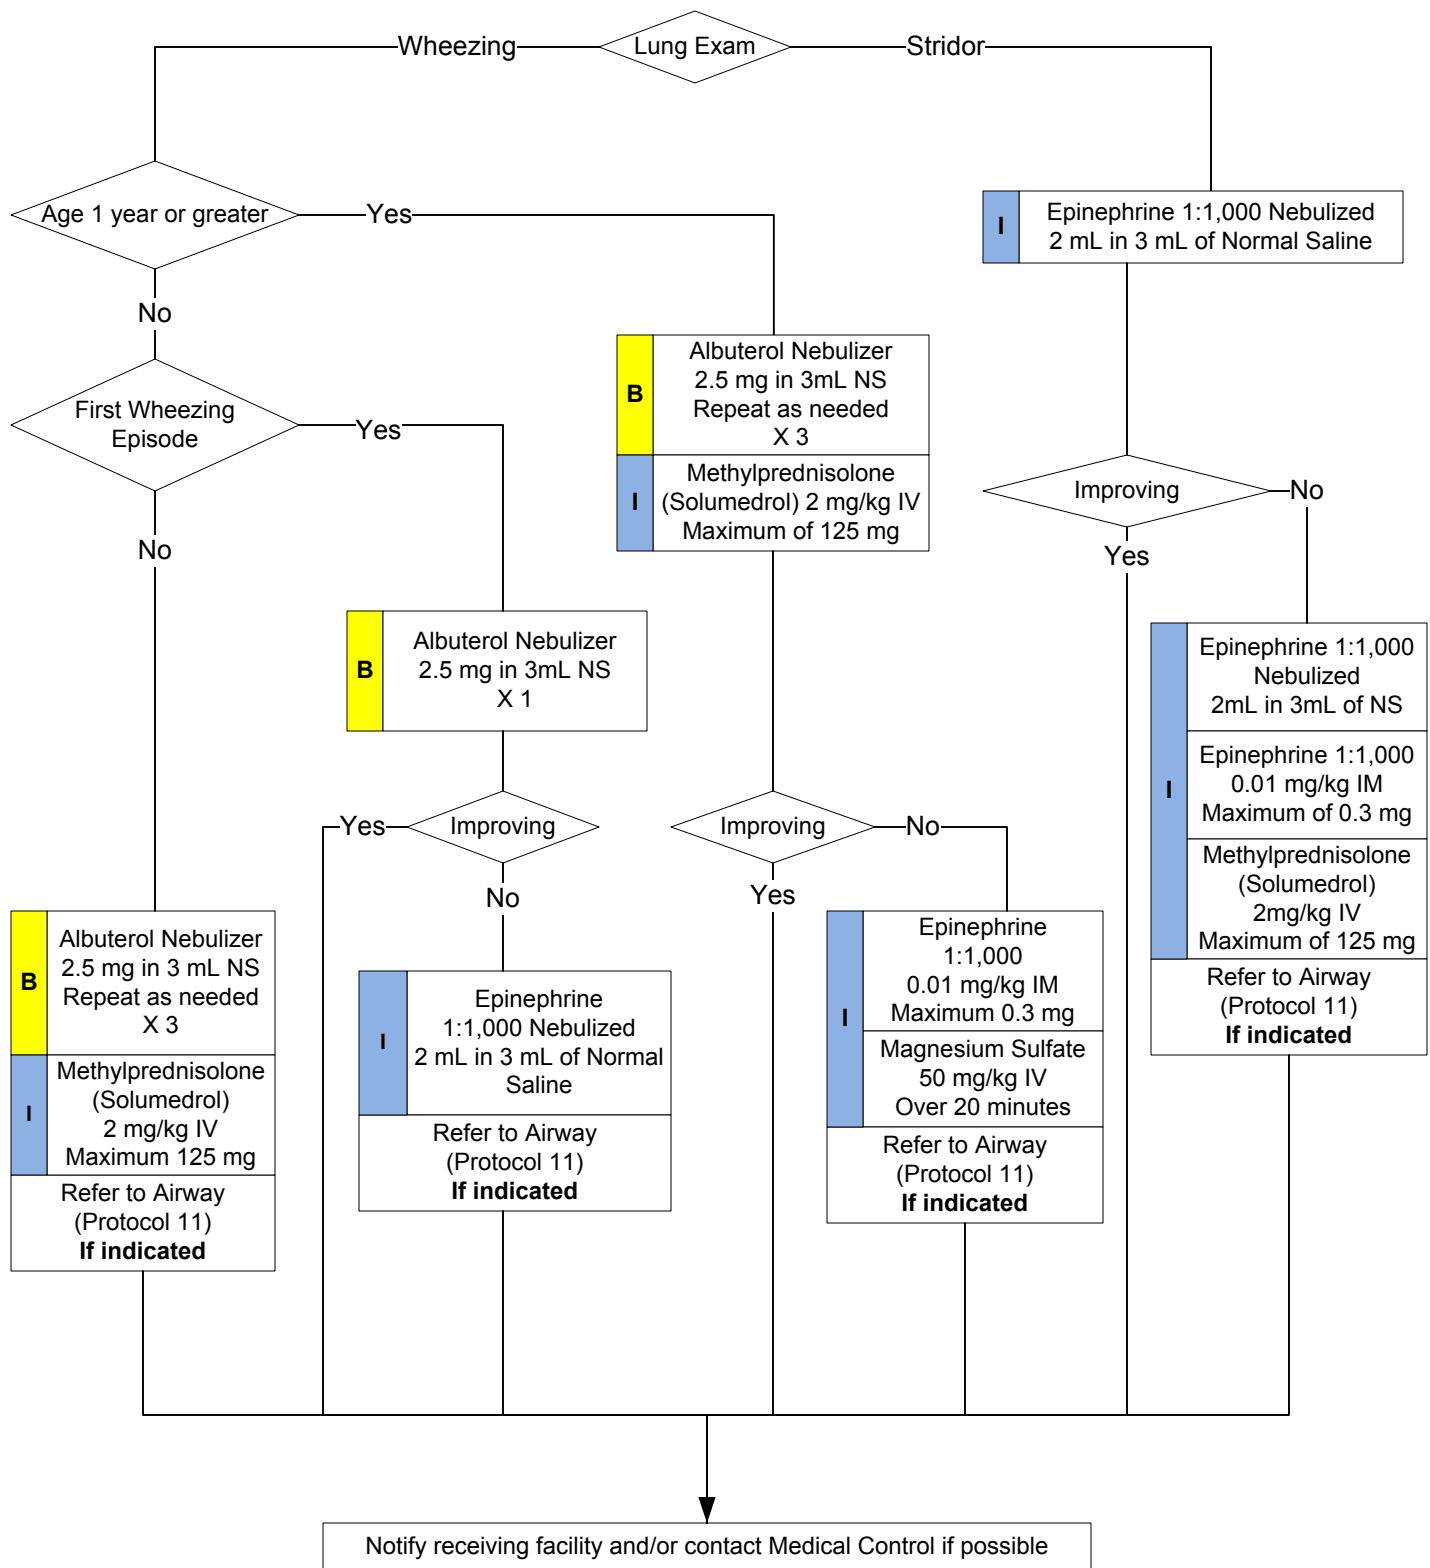 Wheezing
Lung Exam
Stridor
Age 1 year or greater
Yes
No
First Wheezing
Episode
Yes
No
B
Albuterol Nebulizer
2.5 mg in 3 mL NS
Repeat as needed
X 3
I
Methylprednisolone
(Solumedrol)
2 mg/kg IV
Maximum 125 mg
Refer to Airway
(Protocol 11)
If indicated
B
Albuterol Nebulizer
2.5 mg in 3mL NS
X 1
Yes
Improving
No
I
Epinephrine
1:1,000 Nebulized
2 mL in 3 mL of Normal
Saline
Refer to Airway
(Protocol 11)
If indicated
B
Albuterol Nebulizer
2.5 mg in 3mL NS
Repeat as needed
X 3
I
Methylprednisolone
(Solumedrol) 2 mg/kg IV
Maximum of 125 mg
Improving
No
Yes
I
Epinephrine
1:1,000
0.01 mg/kg IM
Maximum 0.3 mg
Magnesium Sulfate
50 mg/kg IV
Over 20 minutes
Refer to Airway
(Protocol 11)
If indicated
I
Epinephrine 1:1,000 Nebulized
2 mL in 3 mL of Normal Saline
Improving
No
Yes
I
Epinephrine 1:1,000
Nebulized
2mL in 3mL of NS
Epinephrine 1:1,000
0.01 mg/kg IM
Maximum of 0.3 mg
Methylprednisolone
(Solumedrol)
2mg/kg IV
Maximum of 125 mg
Refer to Airway
(Protocol 11)
If indicated
Notify receiving facility and/or contact Medical Control if possible